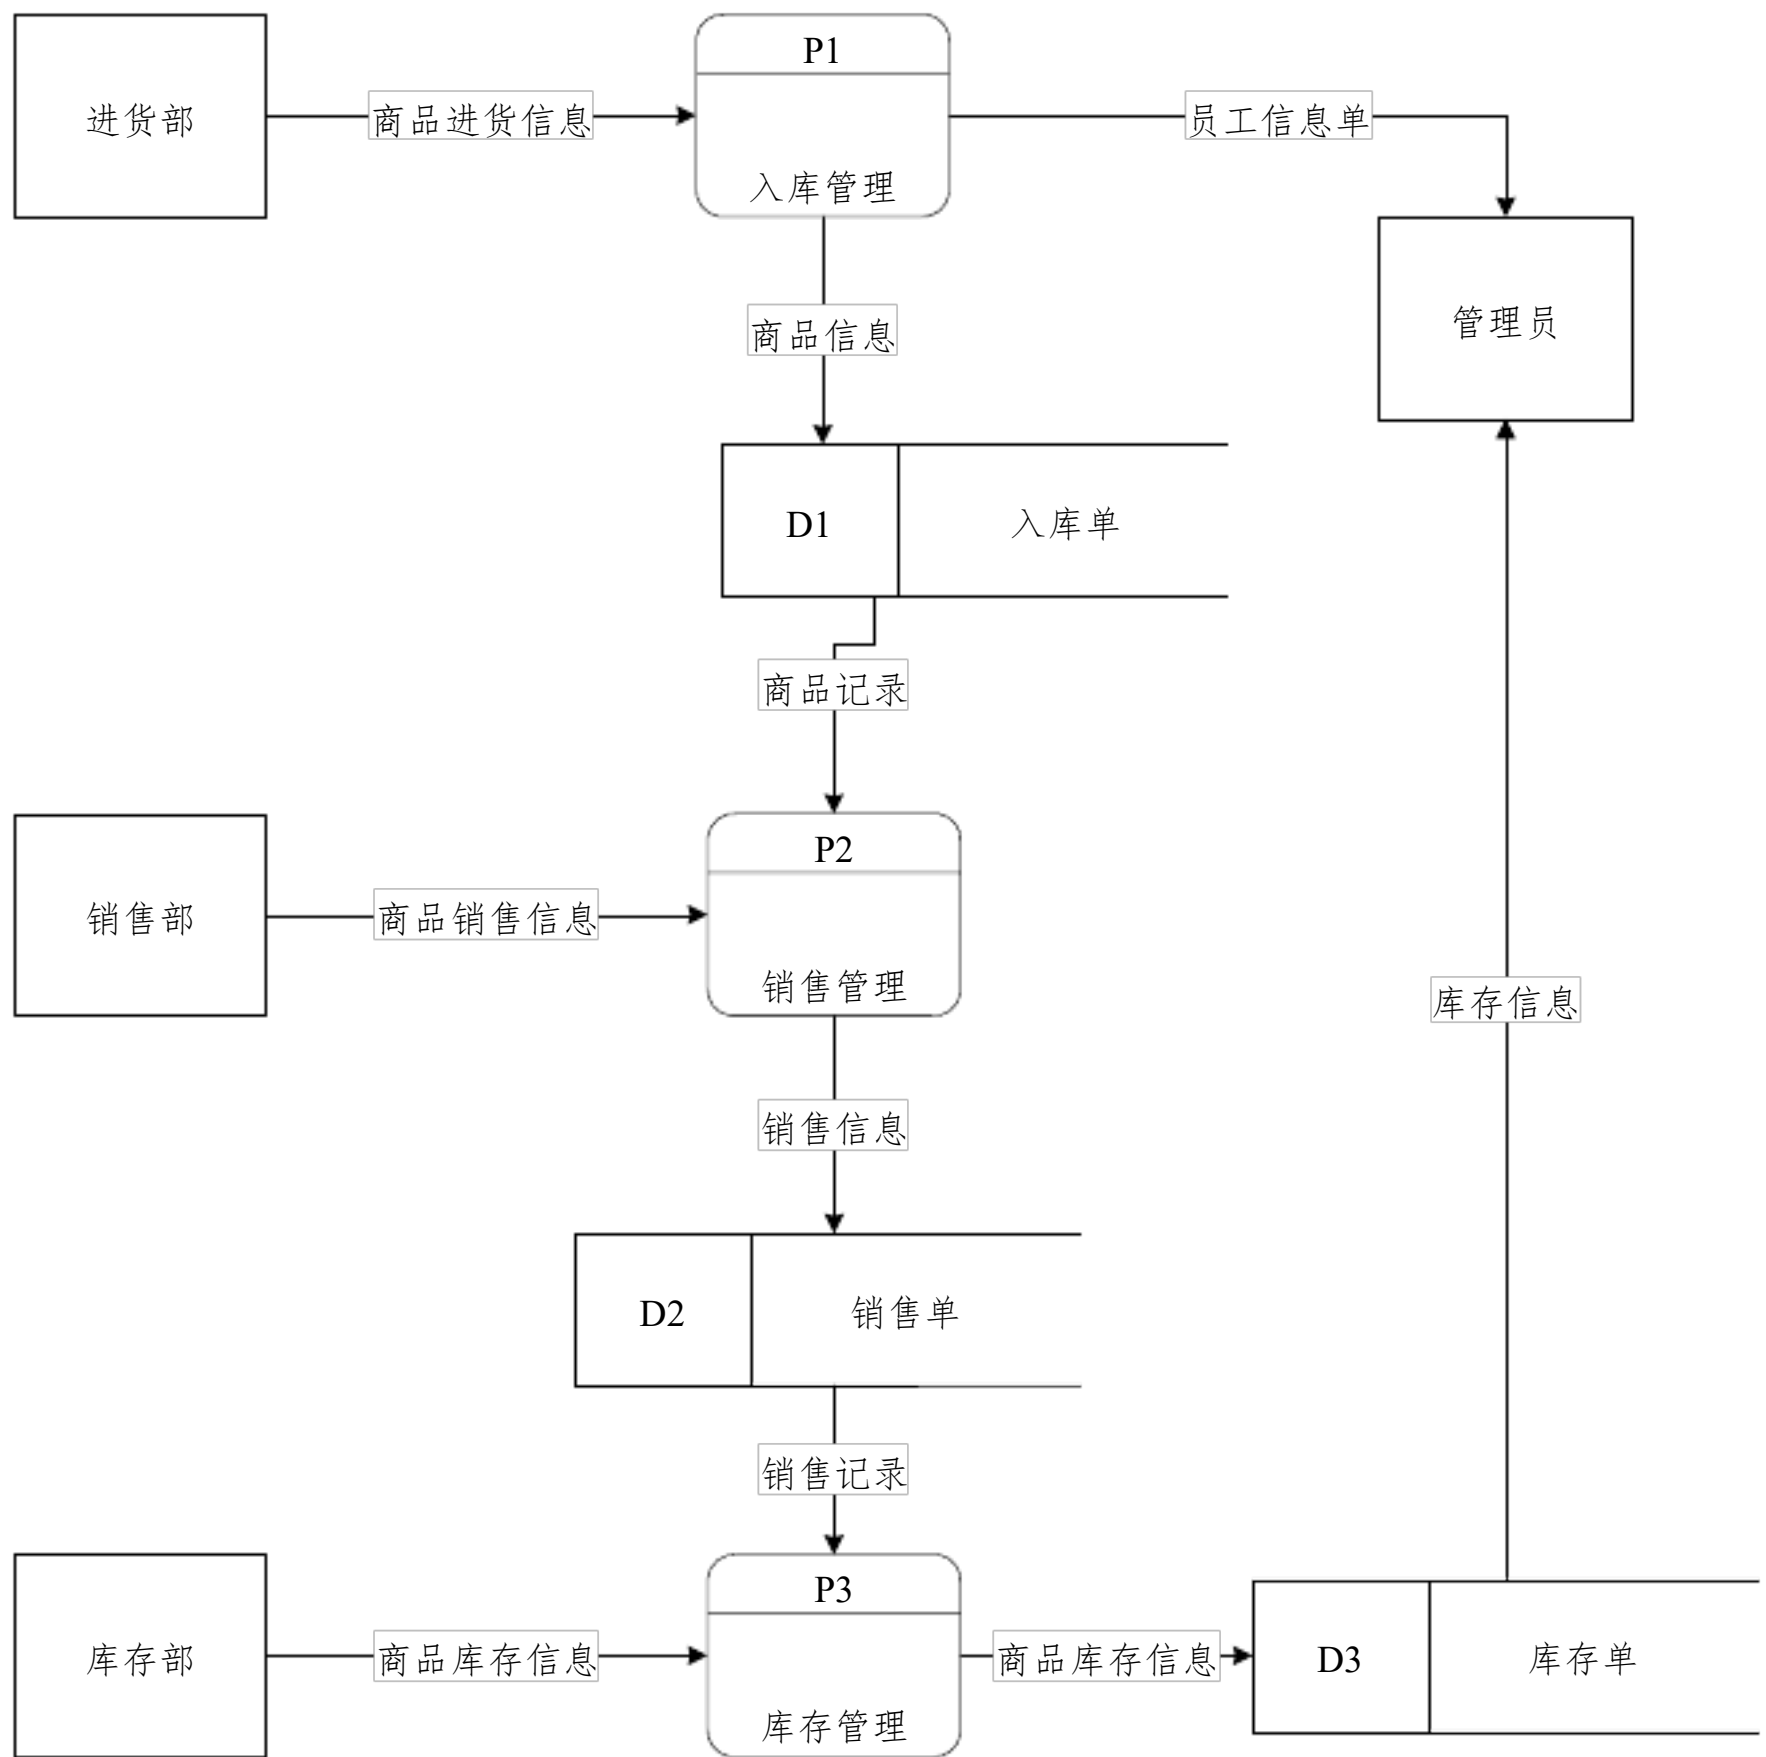 P1
进货部
商品进货信息
员工信息单
入库管理
商品信息
管理员
D1
入库单
商品记录
P2
销售部
商品销售信息
销售管理
库存信息
销售信息
D2
销售单
销售记录
P3
库存部
商品库存信息
商品库存信息
D3
库存单
库存管理